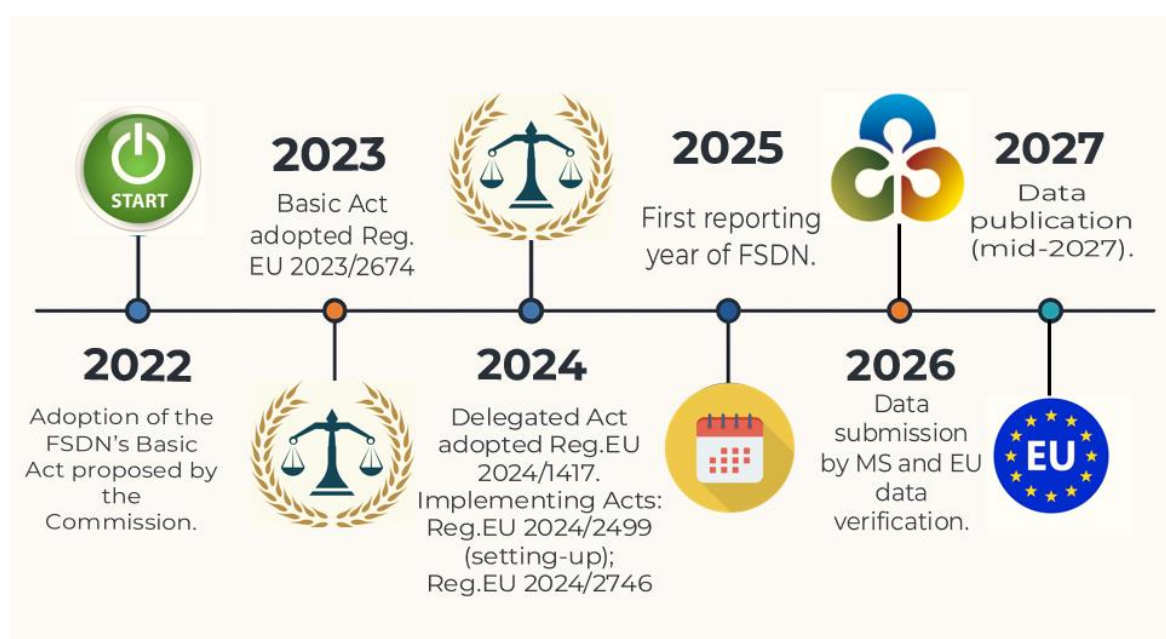 START
2022
Adoption of the
FSDN's Basic
Act proposed by
the
Commission.
2023
Basic Act
adopted Reg.
EU 2023/2674
2024
Delegated Act
adopted Reg.EU
2024/1417.
Implementing Acts:
Reg.EU 2024/2499
(setting-up);
Reg.EU 2024/2746
2025
First reporting
year of FSDN.
2026
Data
submission
by MS and EU
data
verification.
2027
Data
publication
(mid-2027).
EU